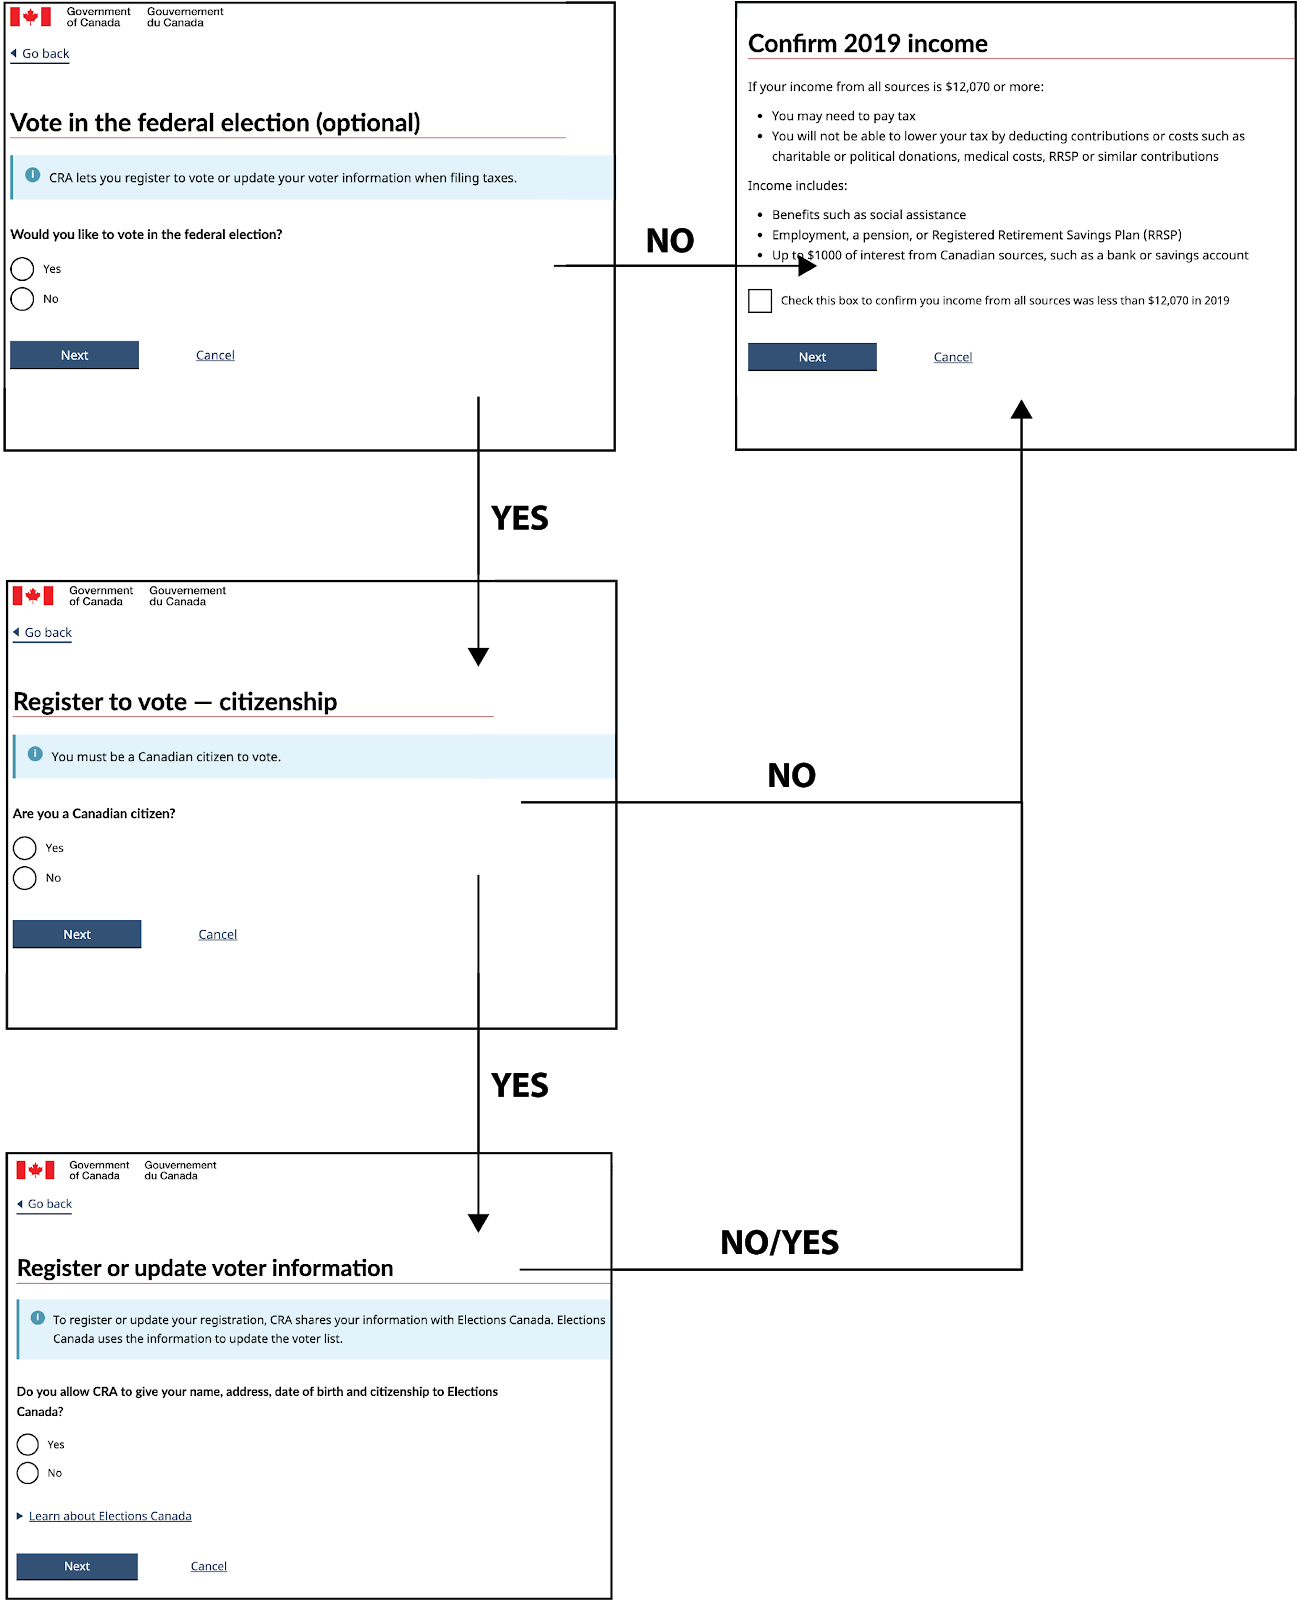 Government
of Canada
Gouvernement
du Canada
Go back
Vote in the federal election (optional)
CRA lets you register to vote or update your voter information when filing taxes.
Would you like to vote in the federal election?
Yes
No
Next
Cancel
NO
Confirm 2019 income
If your income from all sources is $12,070 or more:
• You may need to pay tax
• You will not be able to lower your tax by deducting contributions or costs such as
charitable or political donations, medical costs, RRSP or similar contributions
Income includes:
• Benefits such as social assistance
• Employment, a pension, or Registered Retirement Savings Plan (RRSP)
• Up to $1000 of interest from Canadian sources, such as a bank or savings account
Check this box to confirm you income from all sources was less than $12,070 in 2019
Next
Cancel
YES
Government
of Canada
Gouvernement
du Canada
Go back
Register to vote — citizenship
You must be a Canadian citizen to vote.
Are you a Canadian citizen?
Yes
No
Next
Cancel
NO
YES
Government
of Canada
Gouvernement
du Canada
Go back
Register or update voter information
To register or update your registration, CRA shares your information with Elections Canada. Elections
Canada uses the information to update the voter list.
Do you allow CRA to give your name, address, date of birth and citizenship to Elections
Canada?
Yes
No
Learn about Elections Canada
Next
Cancel
NO/YES